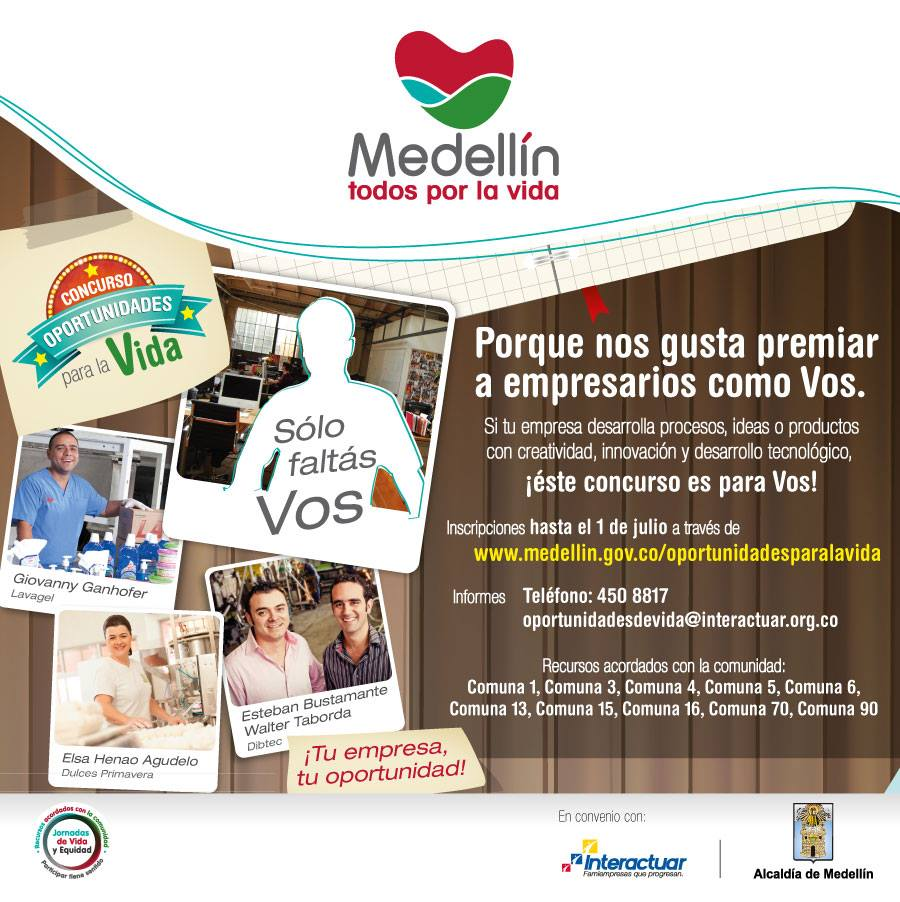 Medellín
todos por la vida
CONCURSO
OPORTUNIDADES
para la Vida
Sólo
faltás
Vos
Giovanny Ganhofer
Lavagel
Elsa Henao Agudelo
Dulces Primavera
Esteban Bustamante
Walter Taborda
Dibtec
¡Tu empresa,
tu oportunidad!
Porque nos gusta premiar
a empresarios como Vos.
Si tu empresa desarrolla procesos, ideas o productos
con creatividad, innovación y desarrollo tecnológico,
¡éste concurso es para Vos!
Inscripciones hasta el 1 de julio a través de
www.medellin.gov.co/oportunidadesparalavida
Informes Teléfono: 450 8817
oportunidadesdevida@interactuar.org.co
Recursos acordados con la comunidad:
Comuna 1, Comuna 3, Comuna 4, Comuna 5, Comuna 6,
Comuna 13, Comuna 15, Comuna 16, Comuna 70, Comuna 90
Recursos acordados con la comunidad
Jornadas
de Vida
y Equidad
Participar tiene sentido
En convenio con:
Interactuar
Famiempresas que progresan.
Alcaldía de Medellín